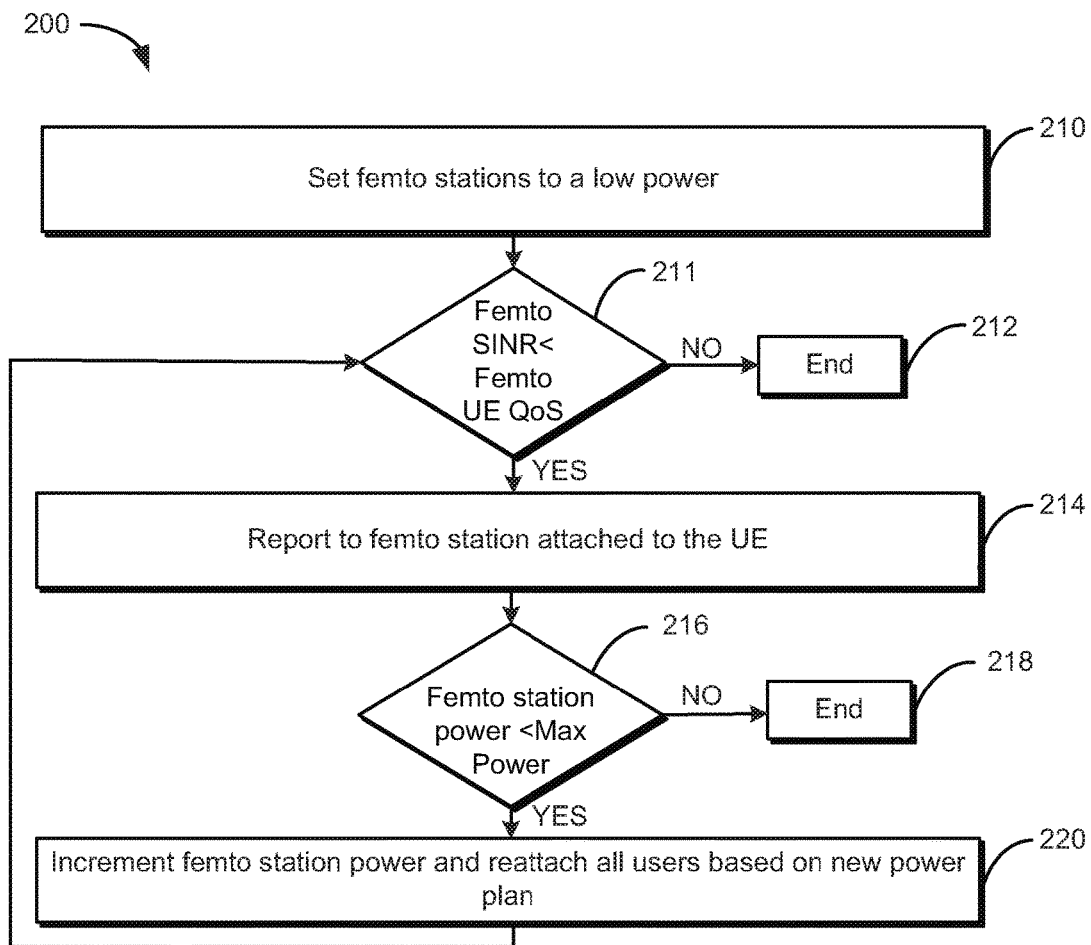 200
210
Set femto stations to a low power
211
Femto
SINR<
Femto
UE QoS
NO
End
212
YES
214
Report to femto station attached to the UE
216
Femto station
power <Max
Power
NO
End
218
YES
220
Increment femto station power and reattach all users based on new power
plan